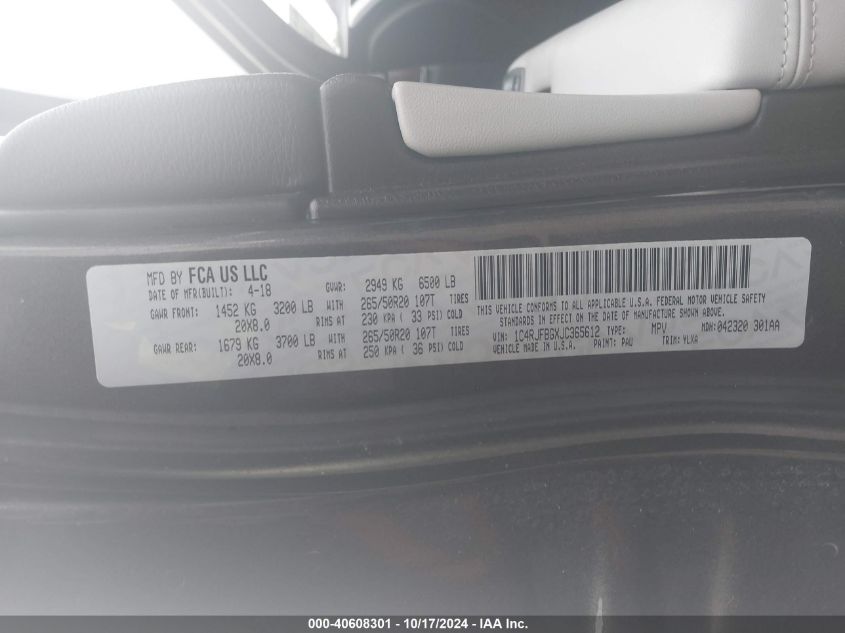 MFD BY FCA US LLC
DATE OF MFR(BUILT): 4-18 GVWR: 2949 KG 6500 LB
GAWR FRONT: 1452 KG 3200 LB WITH 265/50R20 107T TIRES
20X8.0 RIMS AT 230 KPA ( 33 PSI) COLD
GAWR REAR: 1679 KG 3700 LB WITH 265/50R20 107T TIRES
20X8.0 RIMS AT 250 KPA ( 36 PSI) COLD
THIS VEHICLE CONFORMS TO ALL APPLICABLE U.S.A. FEDERAL MOTOR VEHICLE SAFETY
STANDARDS IN EFFECT ON THE DATE OF MANUFACTURE SHOWN ABOVE.
VIN: 1C4RJFBGXJC365612 TYPE: MPV MDH: 042320 301AA
VEHICLE MADE IN U.S.A. PAINT: PAU TRIM: YLXA
000-40608301 - 10/17/2024 - IAA Inc.